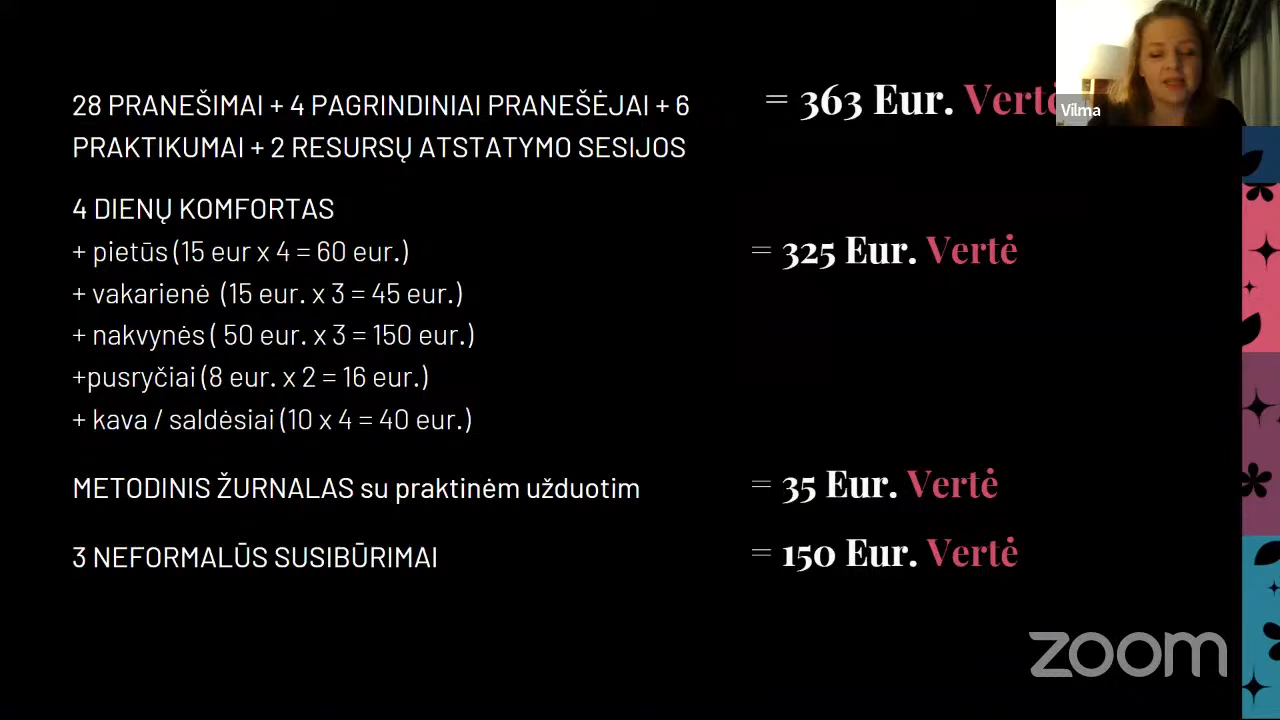 28 PRANEŠIMAI + 4 PAGRINDINIAI PRANEŠĖJAI + 6
PRAKTIKUMAI + 2 RESURSŲ ATSTATYMO SESIJOS
= 363 Eur. Vertė
Vilma
4 DIENŲ KOMFORTAS
+ pietūs (15 eur x 4 = 60 eur.)
= 325 Eur. Vertė
+ vakarienė (15 eur. x 3 = 45 eur.)
+ nakvynės ( 50 eur. x 3 = 150 eur.)
+pusryčiai (8 eur. x 2 = 16 eur.)
+ kava / saldėsiai (10 x 4 = 40 eur.)
METODINIS ŽURNALAS su praktinėm užduotim
= 35 Eur. Vertė
3 NEFORMALŪS SUSIBŪRIMAI
= 150 Eur. Vertė
zoom